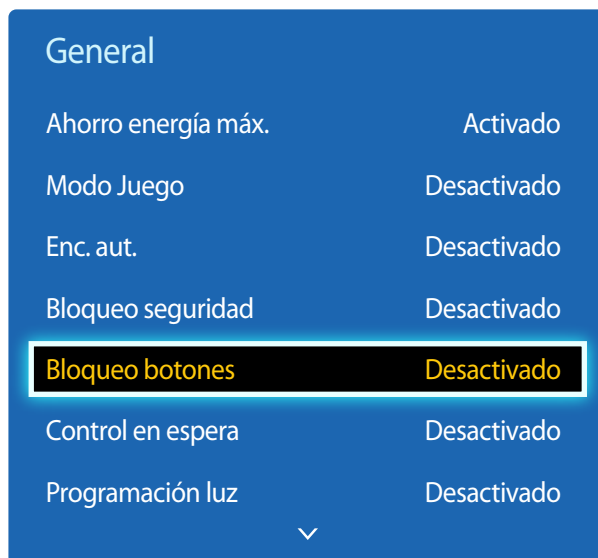 General
Ahorro energía máx. Activado
Modo Juego Desactivado
Enc. aut. Desactivado
Bloqueo seguridad Desactivado
Bloqueo botones Desactivado
Control en espera Desactivado
Programación luz Desactivado